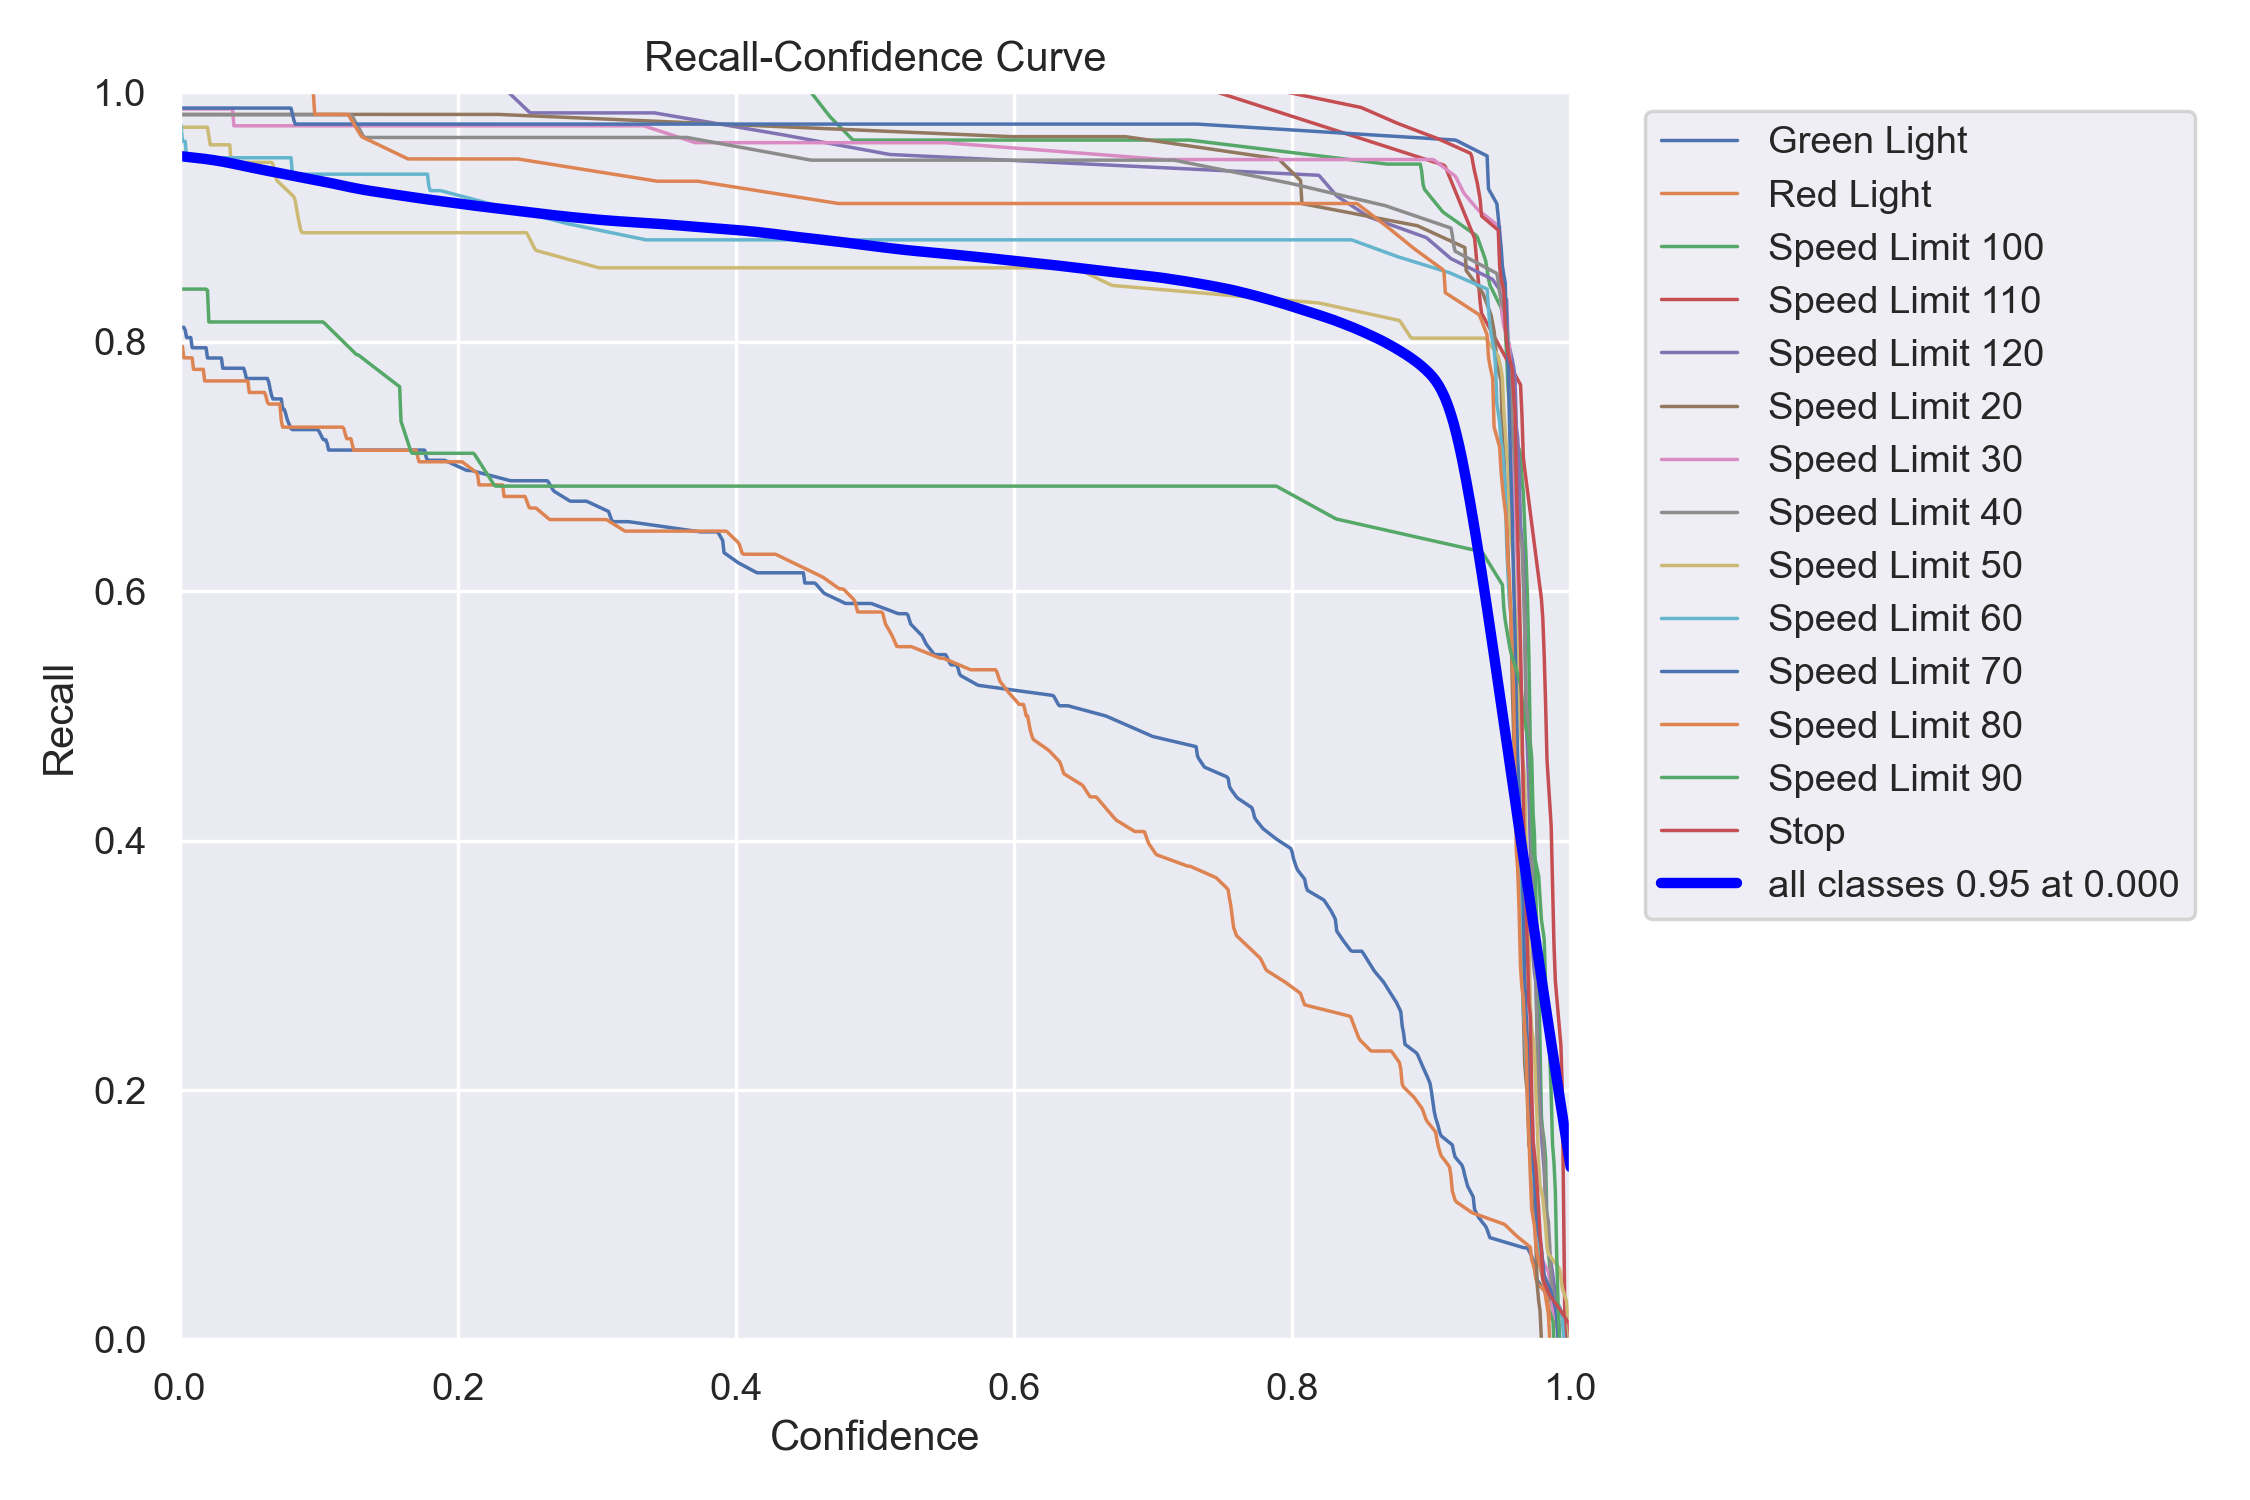 Recall-Confidence Curve
1.0
0.8
0.6
0.4
0.2
0.0
Recall
0.0 0.2 0.4 0.6 0.8 1.0
Confidence
Green Light
Red Light
Speed Limit 100
Speed Limit 110
Speed Limit 120
Speed Limit 20
Speed Limit 30
Speed Limit 40
Speed Limit 50
Speed Limit 60
Speed Limit 70
Speed Limit 80
Speed Limit 90
Stop
all classes 0.95 at 0.000